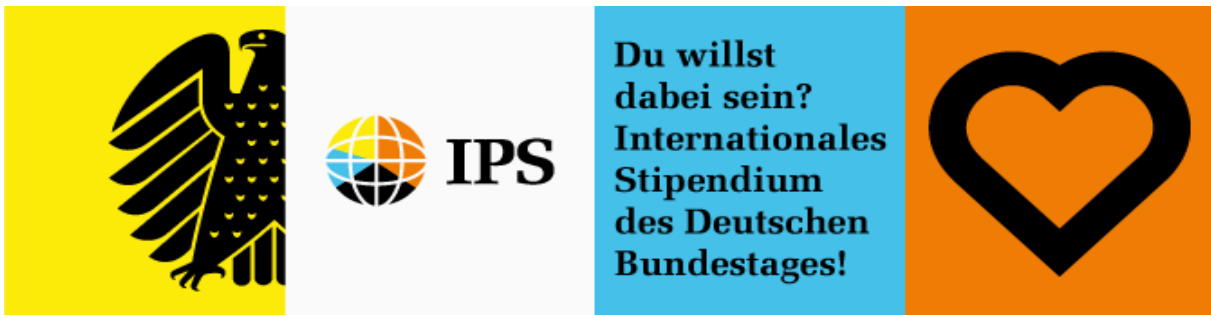 IPS
Du willst
dabei sein?
Internationales
Stipendium
des Deutschen
Bundestages!